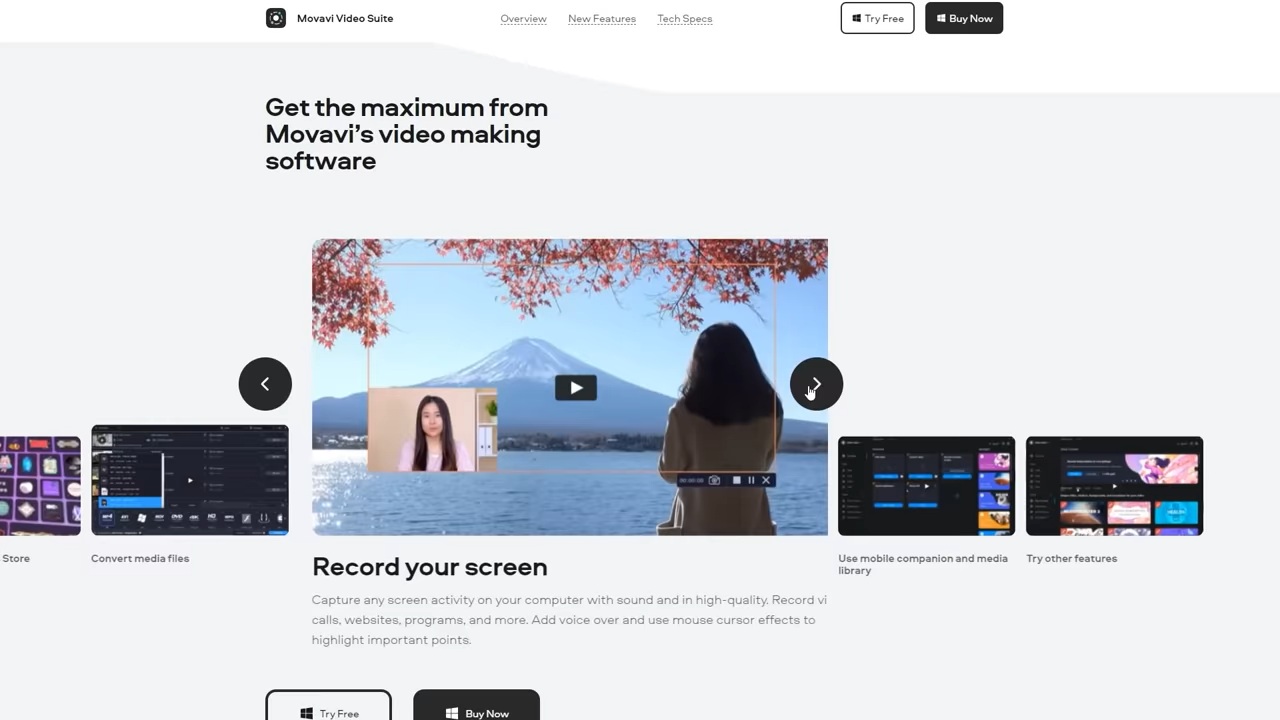 Movavi Video Suite
Overview
New Features
Tech Specs
Try Free
Buy Now
Get the maximum from
Movavi's video making
software
Store
Convert media files
Record your screen
Capture any screen activity on your computer with sound and in high-quality. Record vi
calls, websites, programs, and more. Add voice over and use mouse cursor effects to
highlight important points.
Use mobile companion and media
library
Try other features
Try Free
Buy Now